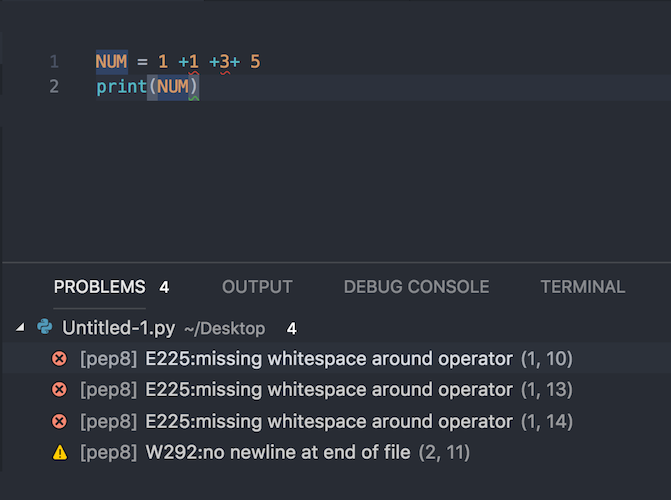 1 NUM = 1 +1 +3+ 5
2 print(NUM)
PROBLEMS 4 OUTPUT DEBUG CONSOLE TERMINAL
Untitled-1.py ~/Desktop 4
[pep8] E225:missing whitespace around operator (1, 10)
[pep8] E225:missing whitespace around operator (1, 13)
[pep8] E225:missing whitespace around operator (1, 14)
[pep8] W292:no newline at end of file (2, 11)